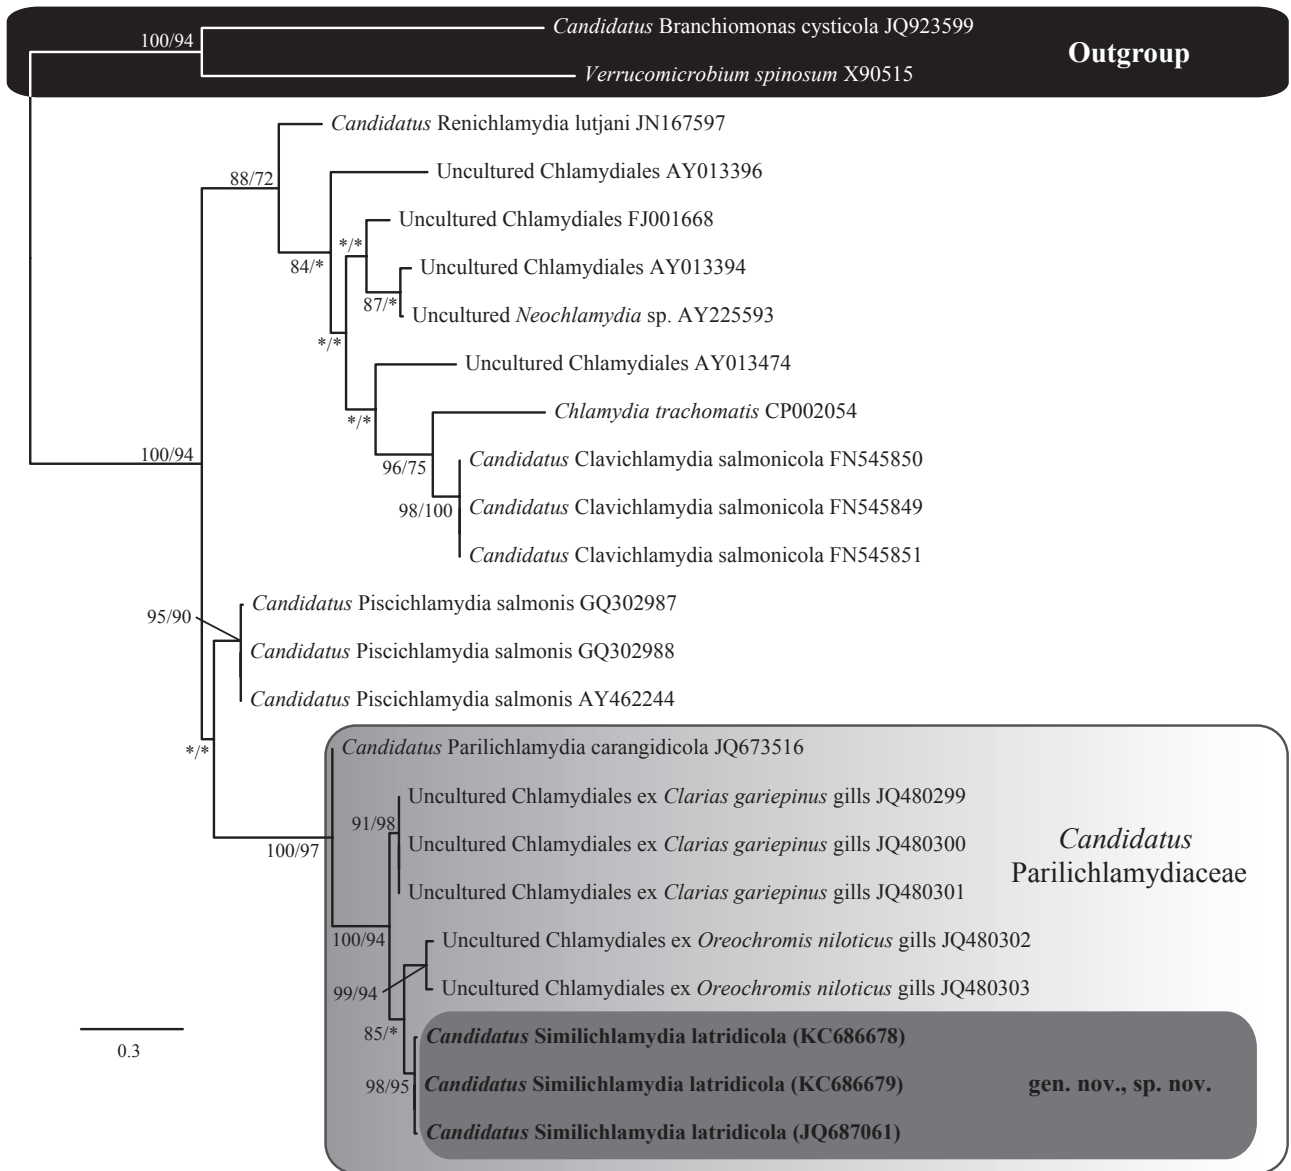 Candidatus Branchiomonas cysticola JQ923599
100/94
Outgroup
Verrucomicrobium spinosum X90515
Candidatus Renichlamydia lutjani JN167597
88/72
Uncultured Chlamydiales AY013396
Uncultured Chlamydiales FJ001668
*/*
84/*
Uncultured Chlamydiales AY013394
87/*
Uncultured Neochlamydia sp. AY225593
*/*
Uncultured Chlamydiales AY013474
Chlamydia trachomatis CP002054
*/*
100/94
96/75
Candidatus Clavichlamydia salmonicola FN545850
98/100
Candidatus Clavichlamydia salmonicola FN545849
Candidatus Clavichlamydia salmonicola FN545851
95/90
Candidatus Piscichlamydia salmonis GQ302987
Candidatus Piscichlamydia salmonis GQ302988
Candidatus Piscichlamydia salmonis AY462244
*/*
Candidatus Parilichlamydia carangidicola JQ673516
Uncultured Chlamydiales ex Clarias gariepinus gills JQ480299
91/98
Uncultured Chlamydiales ex Clarias gariepinus gills JQ480300
100/97
Uncultured Chlamydiales ex Clarias gariepinus gills JQ480301
Candidatus
Parilichlamydiaceae
100/94
Uncultured Chlamydiales ex Oreochromis niloticus gills JQ480302
99/94
Uncultured Chlamydiales ex Oreochromis niloticus gills JQ480303
85/*
Candidatus Similichlamydia latridicola (KC686678)
98/95
Candidatus Similichlamydia latridicola (KC686679)
gen. nov., sp. nov.
Candidatus Similichlamydia latridicola (JQ687061)
0.3